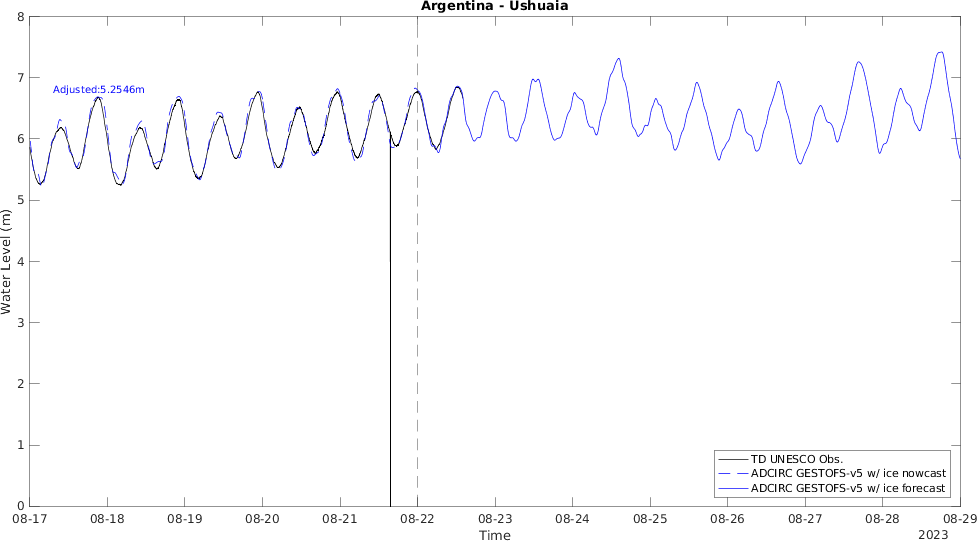 Argentina - Ushuaia
8
7
6
5
4
3
2
1
0
Water Level (m)
Adjusted:5.2546m
TD UNESCO Obs.
ADCIRC GESTOFS-v5 w/ ice nowcast
ADCIRC GESTOFS-v5 w/ ice forecast
08-17 08-18 08-19 08-20 08-21 08-22 08-23 08-24 08-25 08-26 08-27 08-28 08-29
Time
2023